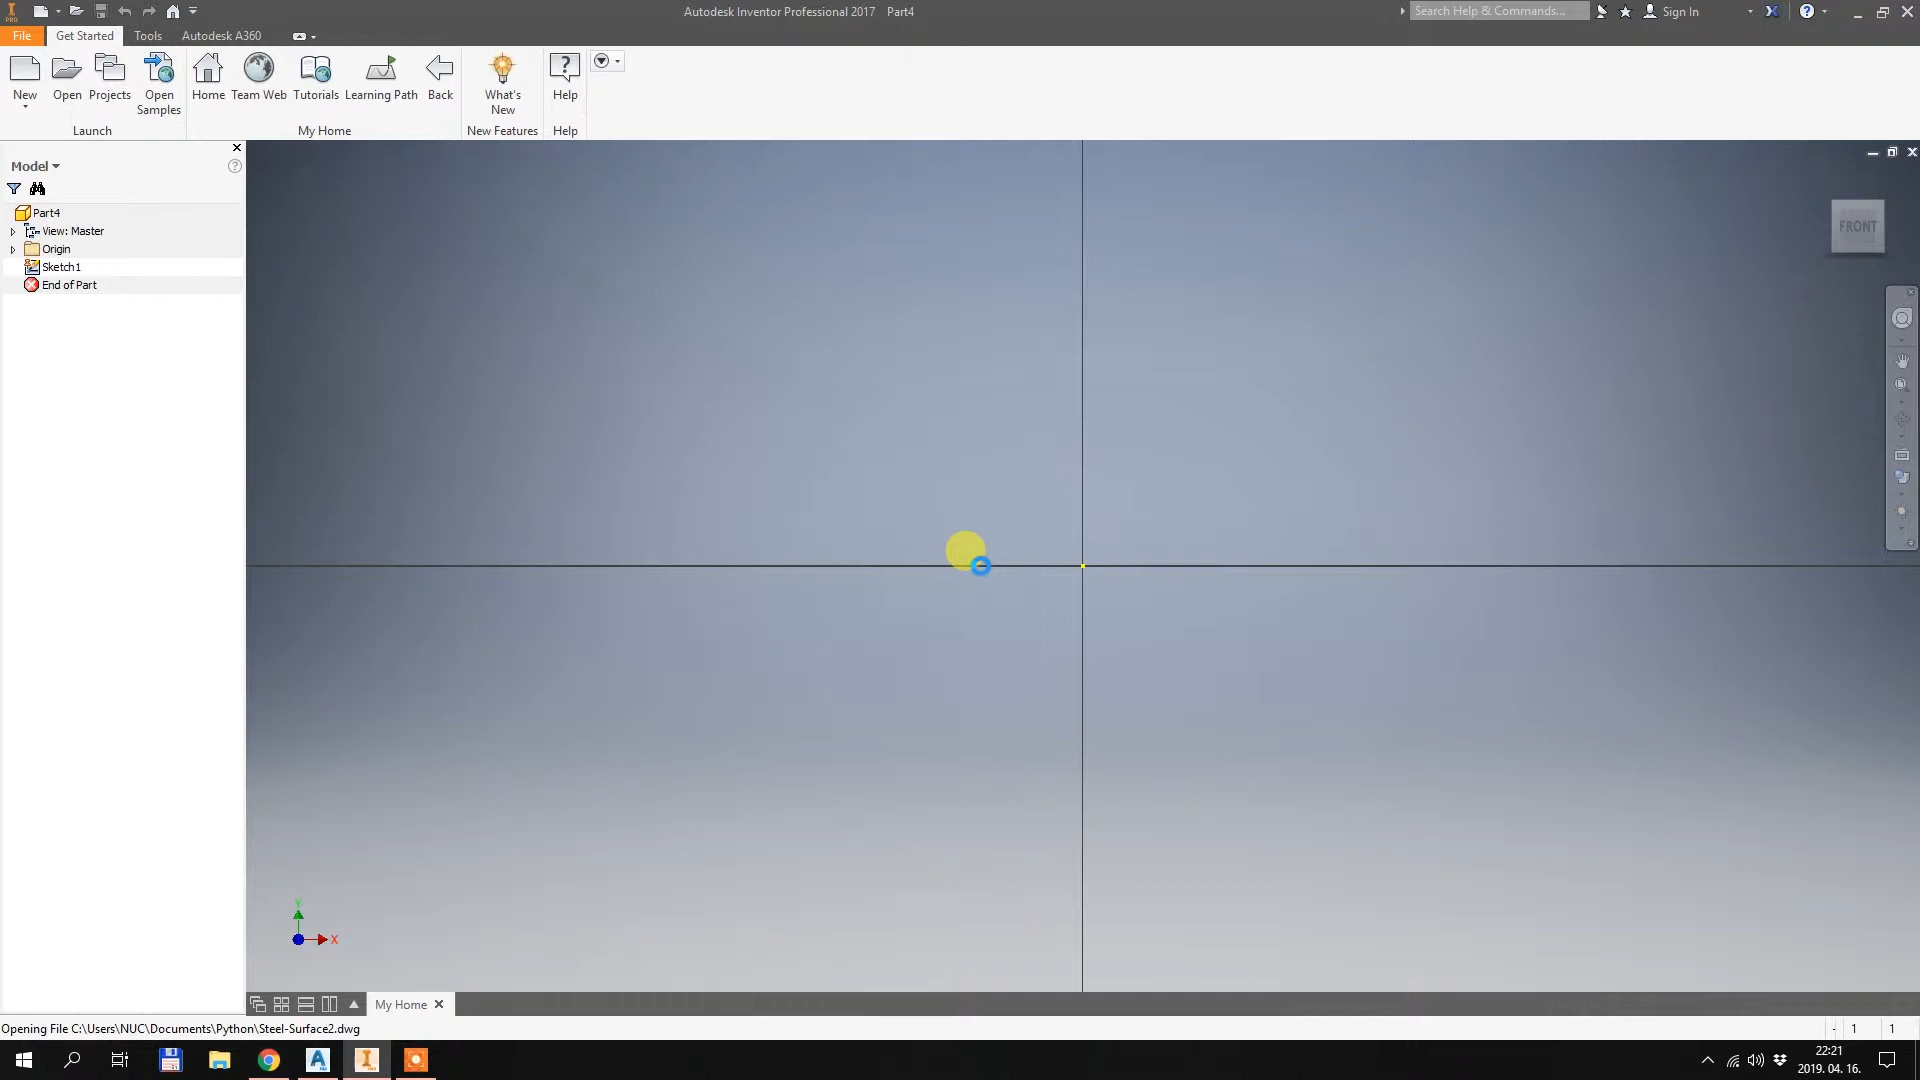 Autodesk Inventor Professional 2017   Part4
Search Help & Commands...
Sign In
File
Get Started
Tools
Autodesk A360
New
Open
Projects
Open Samples
Home
Team Web
Tutorials
Learning Path
Back
What's New
Help
Launch
My Home
New Features
Help
Model
Part4
View: Master
Origin
Sketch1
End of Part
FRONT
Y
X
My Home
Opening File C:\Users\NUC\Documents\Python\Steel-Surface2.dwg
- 1 1
22:21
2019. 04. 16.